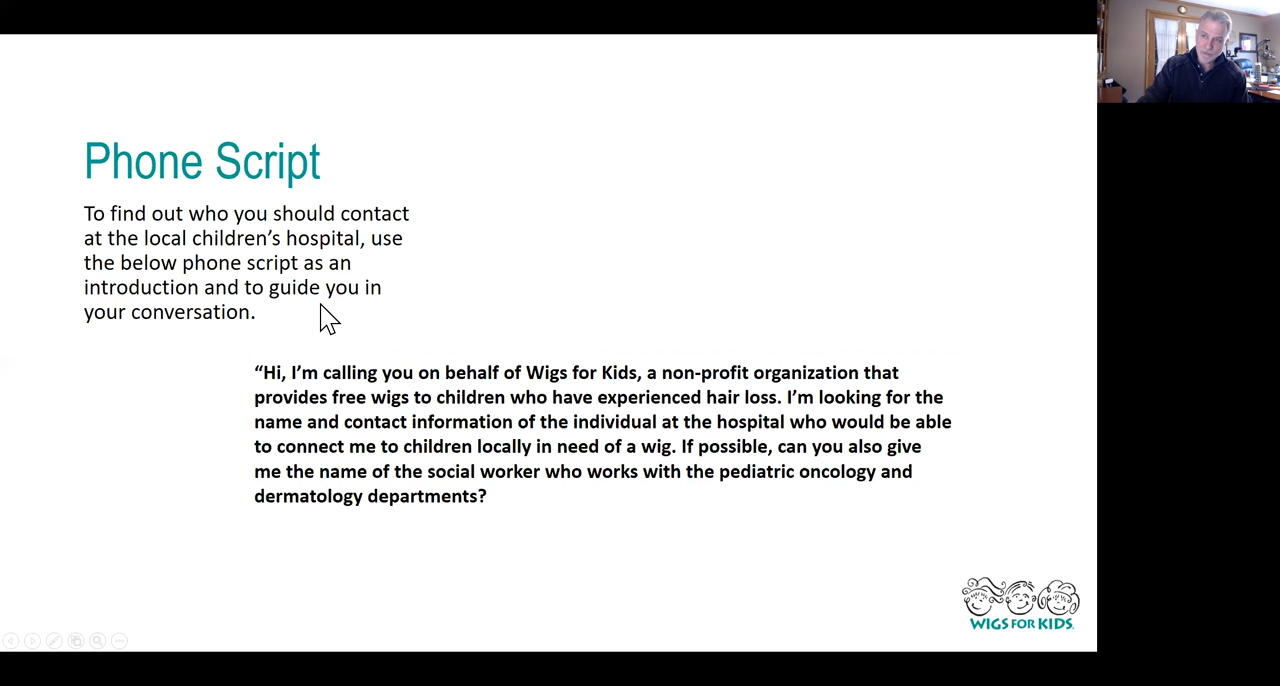 Phone Script
To find out who you should contact
at the local children’s hospital, use
the below phone script as an
introduction and to guide you in
your conversation.
“Hi, I’m calling you on behalf of Wigs for Kids, a non-profit organization that
provides free wigs to children who have experienced hair loss. I’m looking for the
name and contact information of the individual at the hospital who would be able
to connect me to children locally in need of a wig. If possible, can you also give
me the name of the social worker who works with the pediatric oncology and
dermatology departments?
WIGS FOR KIDS